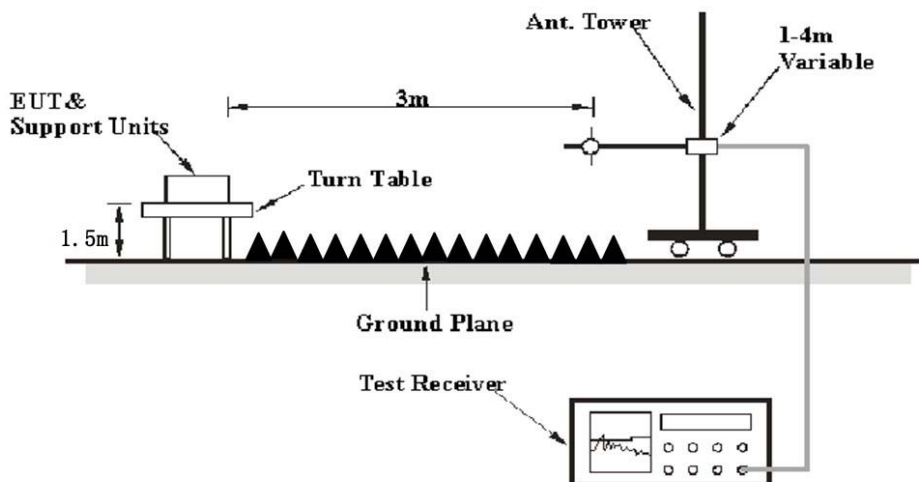 Ant. Tower
1-4m
Variable
3m
EUT&
Support Units
Turn Table
1.5m
Ground Plane
Test Receiver